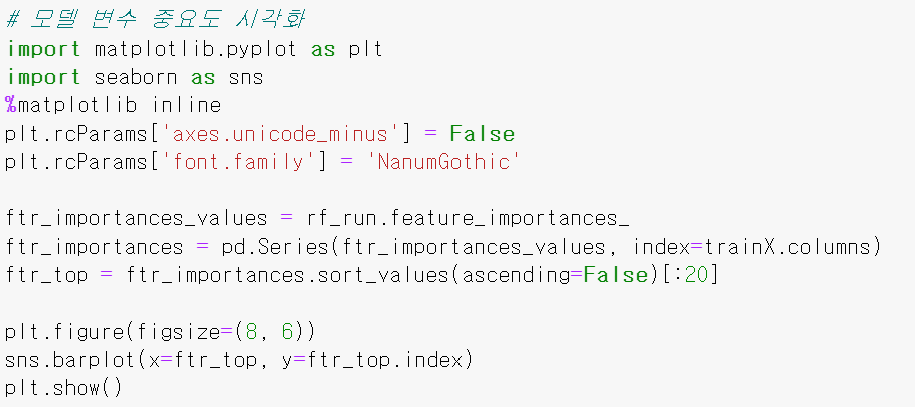 # 모델 변수 중요도 시각화
import matplotlib.pyplot as plt
import seaborn as sns
%matplotlib inline
plt.rcParams['axes.unicode_minus'] = False
plt.rcParams['font.family'] = 'NanumGothic'
ftr_importances_values = rf_run.feature_importances_
ftr_importances = pd.Series(ftr_importances_values, index=trainX.columns)
ftr_top = ftr_importances.sort_values(ascending=False)[:20]
plt.figure(figsize=(8, 6))
sns.barplot(x=ftr_top, y=ftr_top.index)
plt.show()